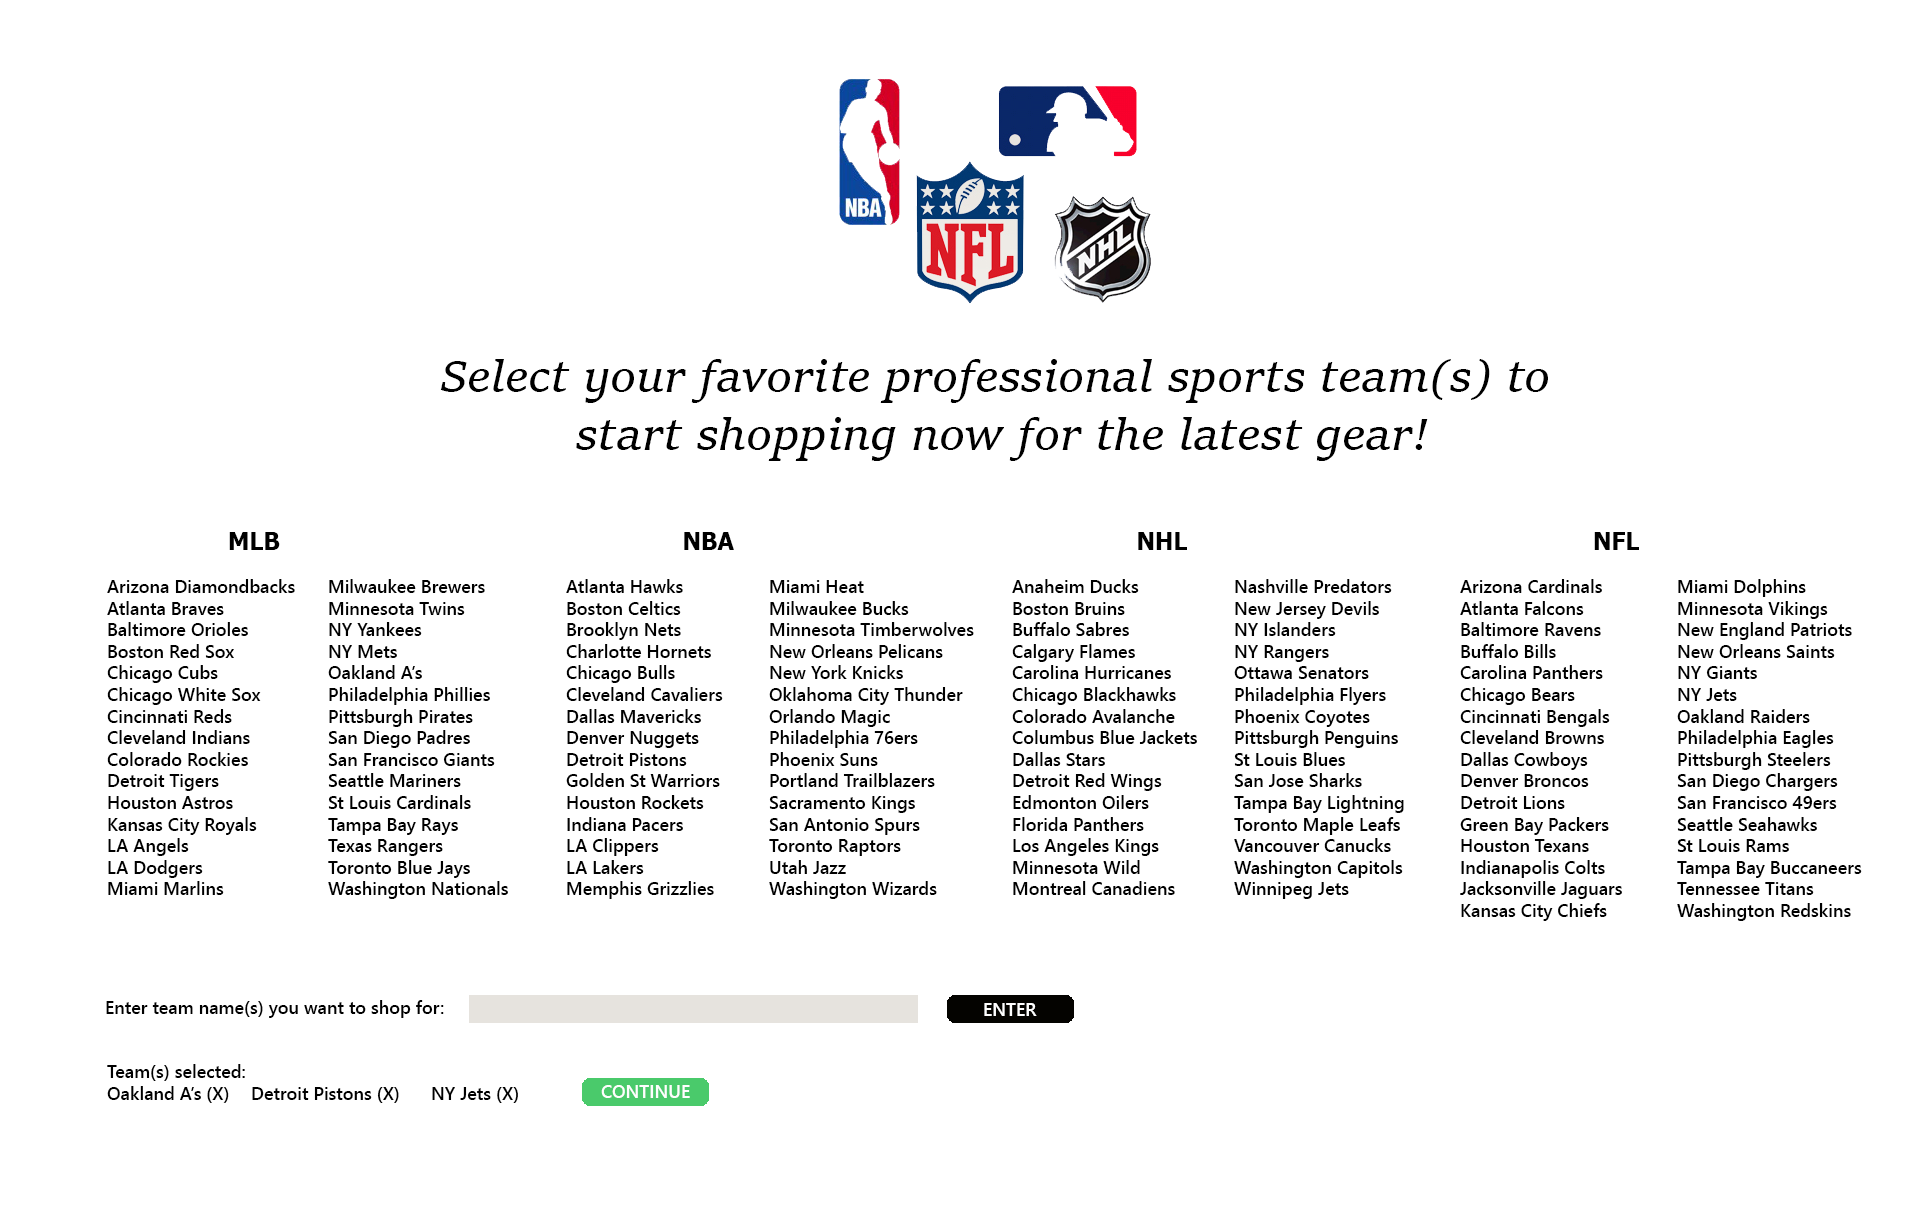 NBA
NFL
NHL
Select your favorite professional sports team(s) to
start shopping now for the latest gear!
MLB
Arizona Diamondbacks
Atlanta Braves
Baltimore Orioles
Boston Red Sox
Chicago Cubs
Chicago White Sox
Cincinnati Reds
Cleveland Indians
Colorado Rockies
Detroit Tigers
Houston Astros
Kansas City Royals
LA Angels
LA Dodgers
Miami Marlins
Milwaukee Brewers
Minnesota Twins
NY Yankees
NY Mets
Oakland A's
Philadelphia Phillies
Pittsburgh Pirates
San Diego Padres
San Francisco Giants
Seattle Mariners
St Louis Cardinals
Tampa Bay Rays
Texas Rangers
Toronto Blue Jays
Washington Nationals
NBA
Atlanta Hawks
Boston Celtics
Brooklyn Nets
Charlotte Hornets
Chicago Bulls
Cleveland Cavaliers
Dallas Mavericks
Denver Nuggets
Detroit Pistons
Golden St Warriors
Houston Rockets
Indiana Pacers
LA Clippers
LA Lakers
Memphis Grizzlies
Miami Heat
Milwaukee Bucks
Minnesota Timberwolves
New Orleans Pelicans
New York Knicks
Oklahoma City Thunder
Orlando Magic
Philadelphia 76ers
Phoenix Suns
Portland Trailblazers
Sacramento Kings
San Antonio Spurs
Toronto Raptors
Utah Jazz
Washington Wizards
NHL
Anaheim Ducks
Boston Bruins
Buffalo Sabres
Calgary Flames
Carolina Hurricanes
Chicago Blackhawks
Colorado Avalanche
Columbus Blue Jackets
Dallas Stars
Detroit Red Wings
Edmonton Oilers
Florida Panthers
Los Angeles Kings
Minnesota Wild
Montreal Canadiens
Nashville Predators
New Jersey Devils
NY Islanders
NY Rangers
Ottawa Senators
Philadelphia Flyers
Phoenix Coyotes
Pittsburgh Penguins
St Louis Blues
San Jose Sharks
Tampa Bay Lightning
Toronto Maple Leafs
Vancouver Canucks
Washington Capitols
Winnipeg Jets
NFL
Arizona Cardinals
Atlanta Falcons
Baltimore Ravens
Buffalo Bills
Carolina Panthers
Chicago Bears
Cincinnati Bengals
Cleveland Browns
Dallas Cowboys
Denver Broncos
Detroit Lions
Green Bay Packers
Houston Texans
Indianapolis Colts
Jacksonville Jaguars
Kansas City Chiefs
Miami Dolphins
Minnesota Vikings
New England Patriots
New Orleans Saints
NY Giants
NY Jets
Oakland Raiders
Philadelphia Eagles
Pittsburgh Steelers
San Diego Chargers
San Francisco 49ers
Seattle Seahawks
St Louis Rams
Tampa Bay Buccaneers
Tennessee Titans
Washington Redskins
Enter team name(s) you want to shop for:
ENTER
Team(s) selected:
Oakland A's (X) Detroit Pistons (X) NY Jets (X)
CONTINUE